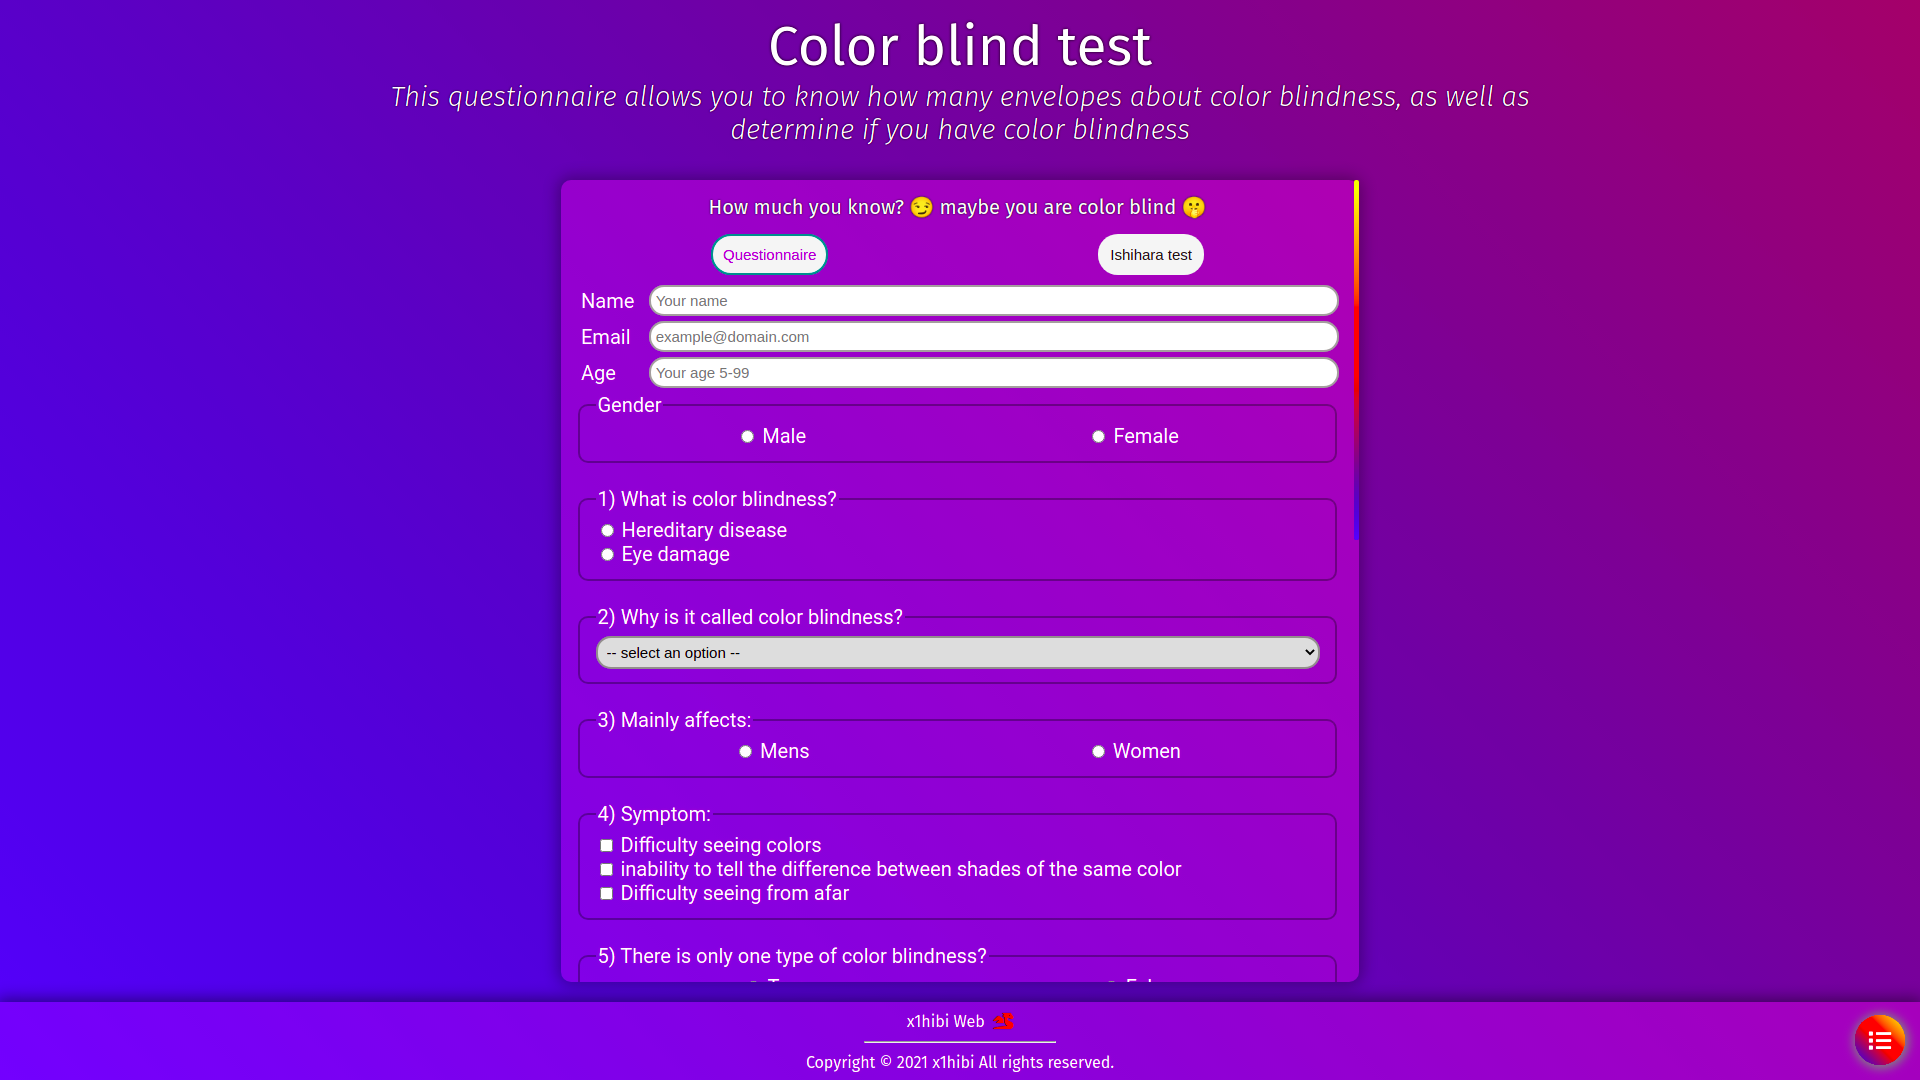 Color blind test
This questionnaire allows you to know how many envelopes about color blindness, as well as
determine if you have color blindness
How much you know? 😏 maybe you are color blind 🤫
Questionnaire
Ishihara test
Name
Your name
Email
example@domain.com
Age
Your age 5-99
Gender
Male
Female
1) What is color blindness?
Hereditary disease
Eye damage
2) Why is it called color blindness?
-- select an option --
3) Mainly affects:
Mens
Women
4) Symptom:
Difficulty seeing colors
inability to tell the difference between shades of the same color
Difficulty seeing from afar
5) There is only one type of color blindness?
x1hibi Web
Copyright © 2021 x1hibi All rights reserved.